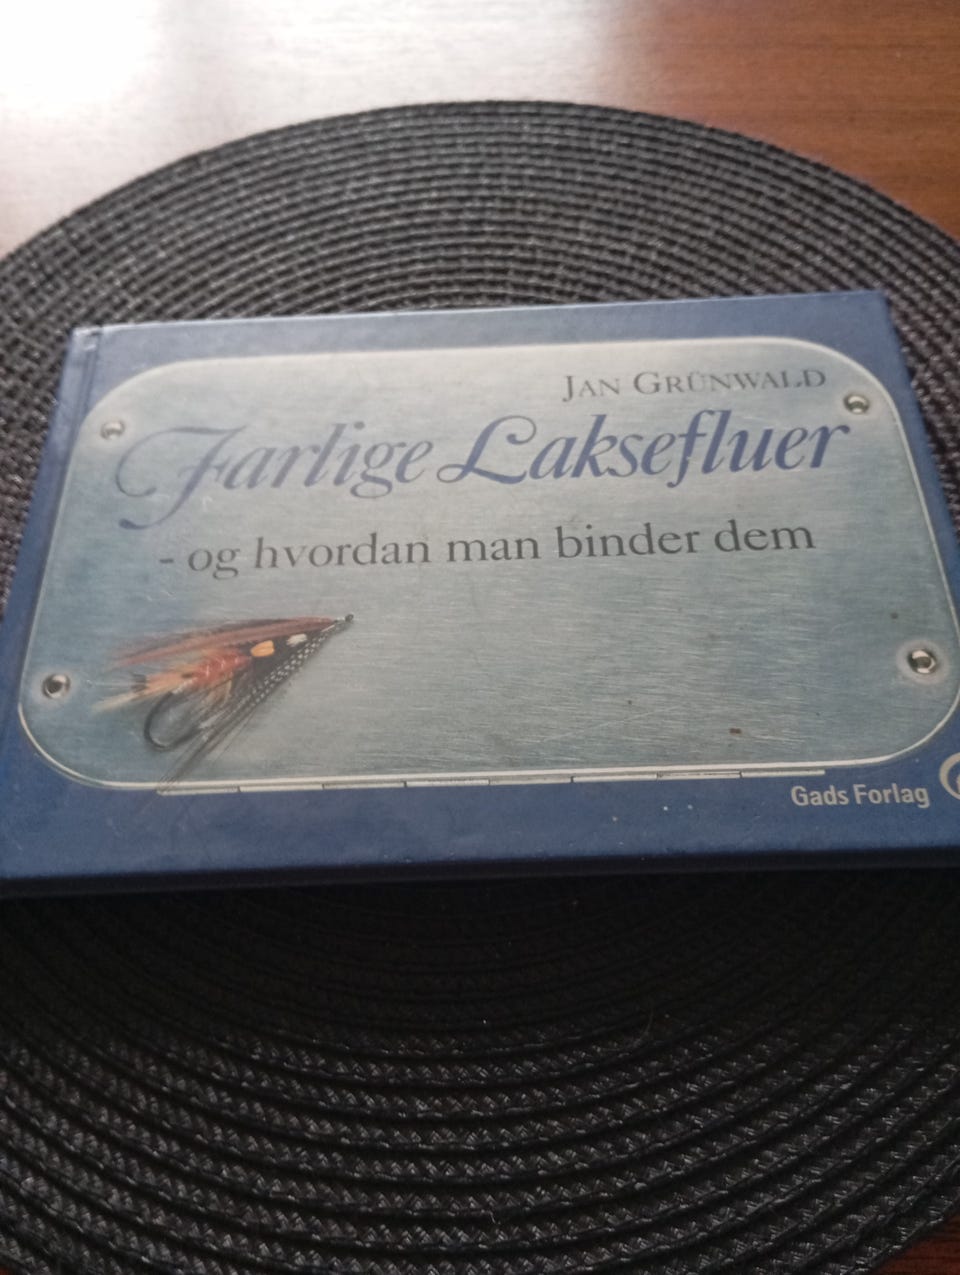 JAN GRÜNWALD
Farlige Laksefluer
- og hvordan man binder dem
Gads Forlag